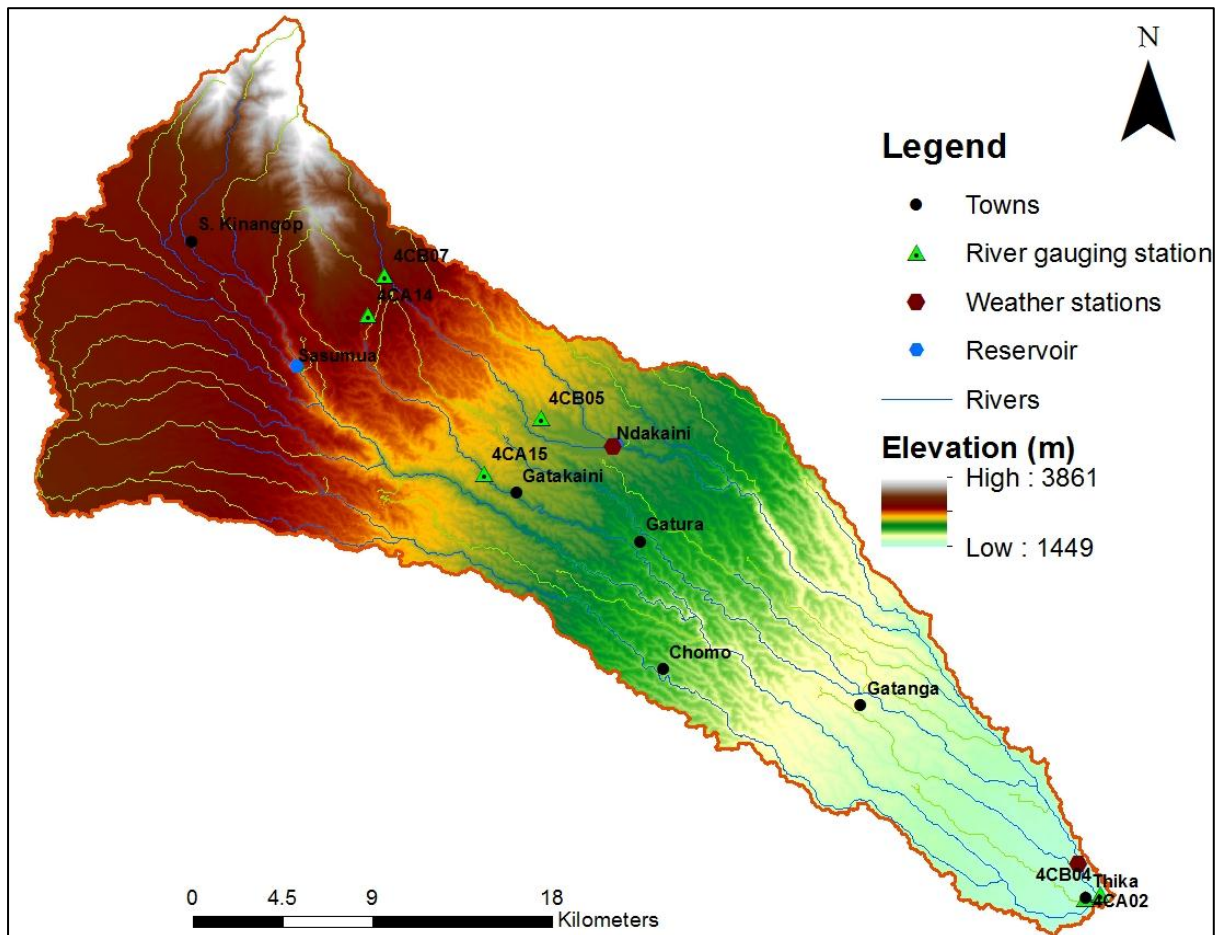 N
Legend
Towns
River gauging station
Weather stations
Reservoir
Rivers
Elevation (m)
High : 3861
Low : 1449
S. Kinangop
4CB07
4CA14
Sasumua
4CB05
Ndakaini
4CA15
Gatakaini
Gatura
Chomo
Gatanga
4CB04
Thika
4CA02
0 4.5 9 18
Kilometers